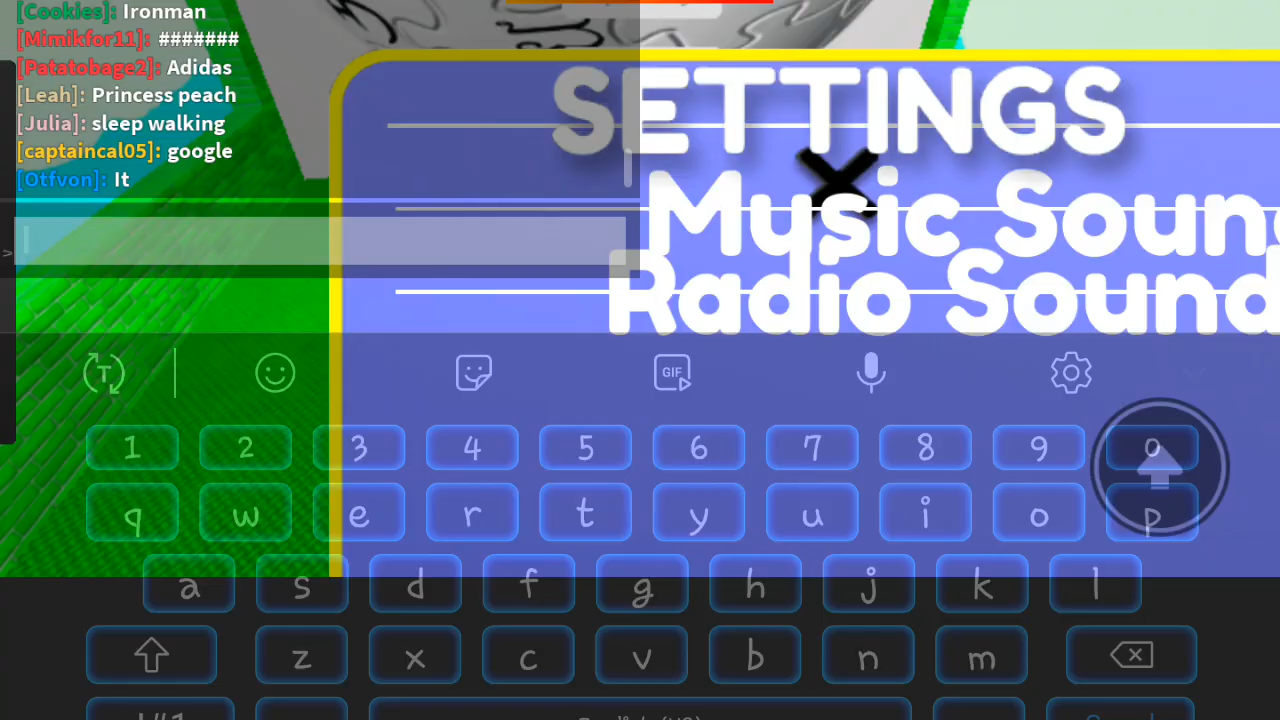 [Cookies]: Ironman
[Mimikfor11]: #######
[Patatobage2]: Adidas
[Leah]: Princess peach
[Julia]: sleep walking
[captaincal05]: google
[Otfvon]: It
SETTINGS
X
Music Soun
Radio Sound
>
T
GIF
1 2 3 4 5 6 7 8 9 0
q w e r t y u i o p
a s d f g h j k l
z x c v b n m